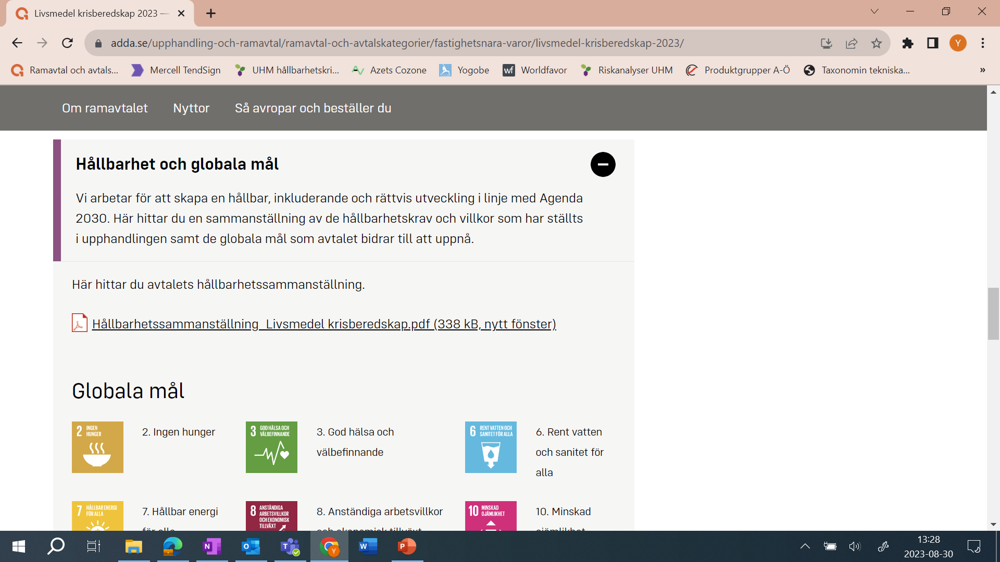 Livsmedel krisberedskap 2023 —
adda.se/upphandling-och-ramavtal/ramavtal-och-avtalskategorier/fastighetsnara-varor/livsmedel-krisberedskap-2023/
Y
Ramavtal och avtals...
Mercell TendSign
UHM hållbarhetskri...
Azets Cozone
Yogobe
wf
Worldfavor
Riskanalyser UHM
Produktgrupper A-Ö
Taxonomin tekniska...
»
Om ramavtalet
Nyttor
Så avropar och beställer du
Hållbarhet och globala mål
Vi arbetar för att skapa en hållbar, inkluderande och rättvis utveckling i linje med Agenda
2030. Här hittar du en sammanställning av de hållbarhetskrav och villkor som har ställts
i upphandlingen samt de globala mål som avtalet bidrar till att uppnå.
Här hittar du avtalets hållbarhetssammanställning.
Hållbarhetssammanställning_Livsmedel krisberedskap.pdf (338 kB, nytt fönster)
Globala mål
2 INGEN
HUNGER
2. Ingen hunger
3 GOD HÄLSA OCH
VÄLBEFINNANDE
3. God hälsa och
välbefinnande
6 RENT VATTEN OCH
SANITET FÖR ALLA
6. Rent vatten
och sanitet för
alla
7 HÅLLBAR ENERGI
FÖR ALLA
7. Hållbar energi
för alla
8 ANSTÄNDIGA
ARBETSVILLKOR
OCH EKONOMISK
TILLVÄXT
8. Anständiga arbetsvillkor
och ekonomisk tillväxt
10 MINSKAD
OJÄMLIKHET
10. Minskad
ojämlikhet
N
O
T
Y
W
P
13:28
2023-08-30